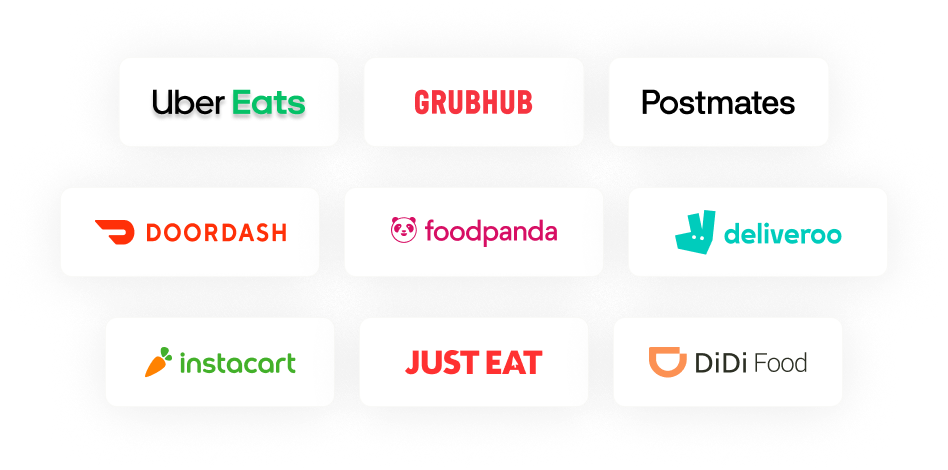 Uber Eats
GRUBHUB
Postmates
DOORDASH
foodpanda
deliveroo
instacart
JUST EAT
DiDi Food